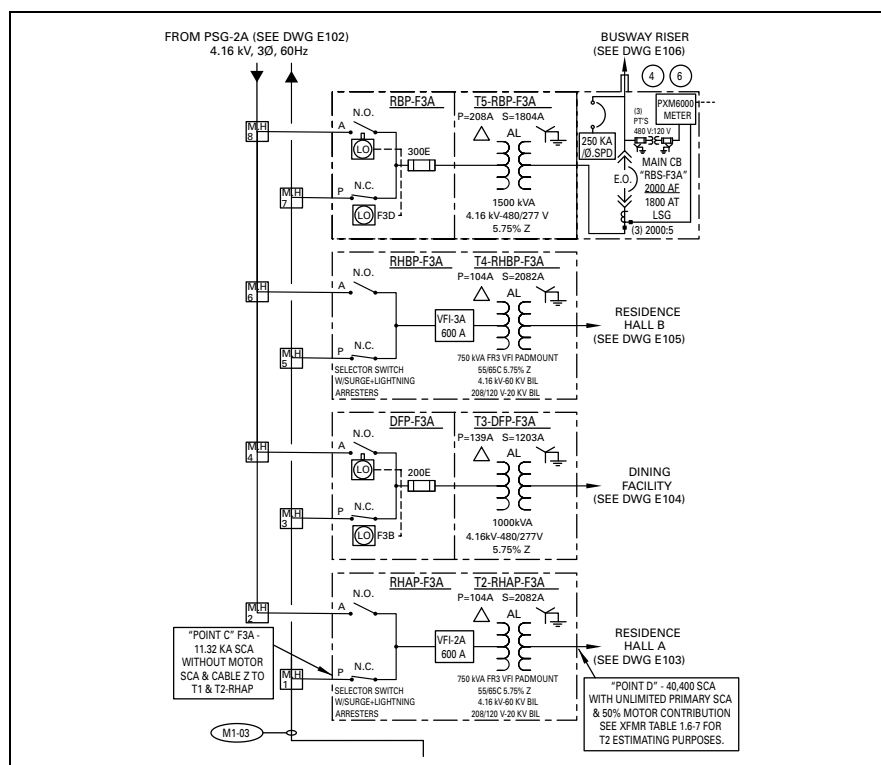 FROM PSG-2A (SEE DWG E102)
4.16 kV, 3Ø, 60Hz
BUSWAY RISER
(SEE DWG E106)
4
6
RBP-F3A
T5-RBP-F3A
N.O.
P=208A S=1804A
PXM6000
METER
M.H
8
A
LO
AL
300E
250 KA
/Ø.SPD
(3)
PT'S
480 V:120 V
MAIN CB
"RBS-F3A"
2000 AF
1800 AT
LSG
(3) 2000:5
E.O.
M.H
7
P
N.C.
LO
F3D
1500 kVA
4.16 kV-480/277 V
5.75% Z
RHBP-F3A
T4-RHBP-F3A
N.O.
P=104A S=2082A
M.H
6
A
AL
VFI-3A
600 A
RESIDENCE
HALL B
(SEE DWG E105)
M.H
5
P
N.C.
SELECTOR SWITCH
W/SURGE+LIGHTNING
ARRESTERS
750 kVA FR3 VFI PADMOUNT
55/65C 5.75% Z
4.16 kV-60 KV BIL
208/120 V-20 KV BIL
DFP-F3A
T3-DFP-F3A
N.O.
P=139A S=1203A
M.H
4
A
LO
AL
200E
DINING
FACILITY
(SEE DWG E104)
M.H
3
P
N.C.
LO
F3B
1000kVA
4.16kV-480/277V
5.75% Z
RHAP-F3A
T2-RHAP-F3A
N.O.
P=104A S=2082A
M.H
2
A
AL
VFI-2A
600 A
RESIDENCE
HALL A
(SEE DWG E103)
"POINT C" F3A -
11.32 KA SCA
WITHOUT MOTOR
SCA & CABLE Z TO
T1 & T2-RHAP
M.H
1
P
N.C.
SELECTOR SWITCH
W/SURGE+LIGHTNING
ARRESTERS
750 kVA FR3 VFI PADMOUNT
55/65C 5.75% Z
4.16 kV-60 KV BIL
208/120 V-20 KV BIL
"POINT D" - 40,400 SCA
WITH UNLIMITED PRIMARY SCA
& 50% MOTOR CONTRIBUTION
SEE XFMR TABLE 1.6-7 FOR
T2 ESTIMATING PURPOSES.
M1-03